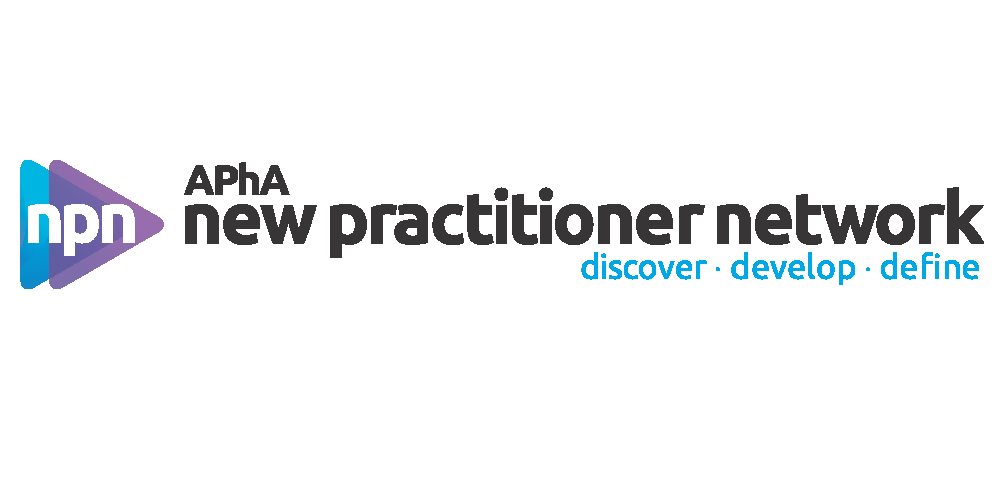 npn
APhA
new practitioner network
discover · develop · define